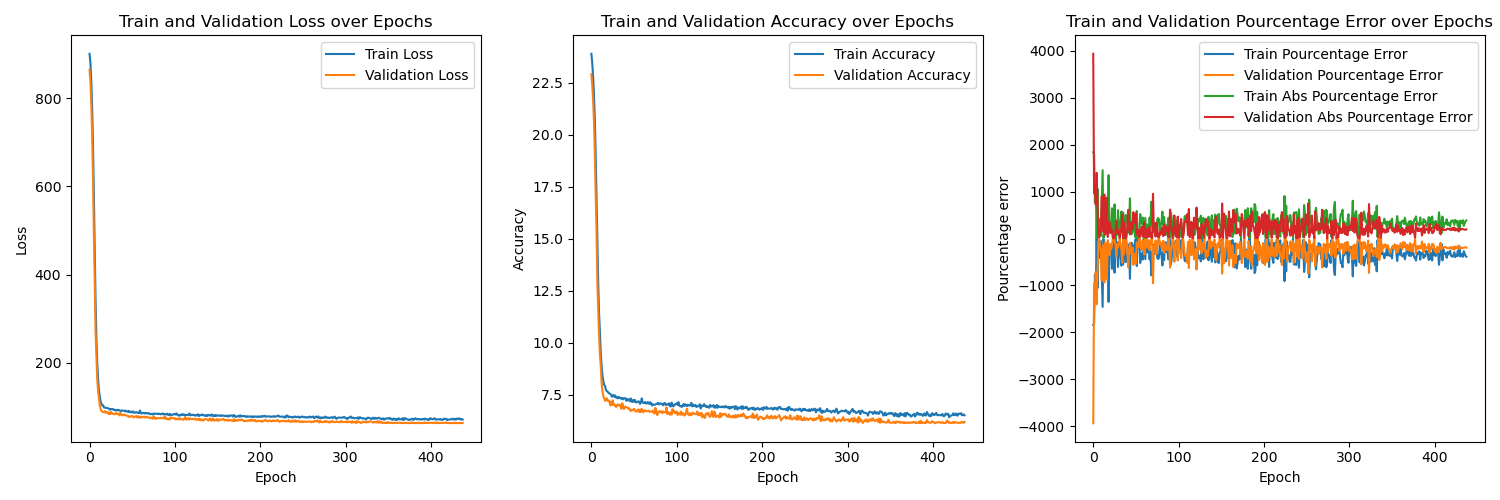 Train and Validation Loss over Epochs
Train Loss
Validation Loss
800
600
400
200
Loss
0 100 200 300 400
Epoch
Train and Validation Accuracy over Epochs
Train Accuracy
Validation Accuracy
22.5
20.0
17.5
15.0
12.5
10.0
7.5
Accuracy
0 100 200 300 400
Epoch
Train and Validation Pourcentage Error over Epochs
Train Pourcentage Error
Validation Pourcentage Error
Train Abs Pourcentage Error
Validation Abs Pourcentage Error
4000
3000
2000
1000
0
−1000
−2000
−3000
−4000
Pourcentage error
0 100 200 300 400
Epoch